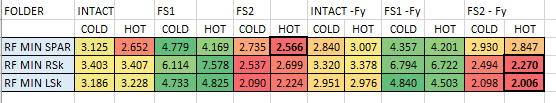 FOLDER INTACT FS1 FS2 INTACT -Fy FS1 -Fy FS2 - Fy
COLD HOT COLD HOT COLD HOT COLD HOT COLD HOT COLD HOT
RF MIN SPAR 3.125 2.652 4.779 4.169 2.735 2.566 2.840 3.007 4.357 4.201 2.930 2.847
RF MIN RSk 3.403 3.407 6.114 7.578 2.537 2.699 3.320 3.378 6.794 6.722 2.494 2.270
RF MIN LSk 3.186 3.228 4.733 4.825 2.090 2.224 2.951 2.976 4.840 4.503 2.098 2.006